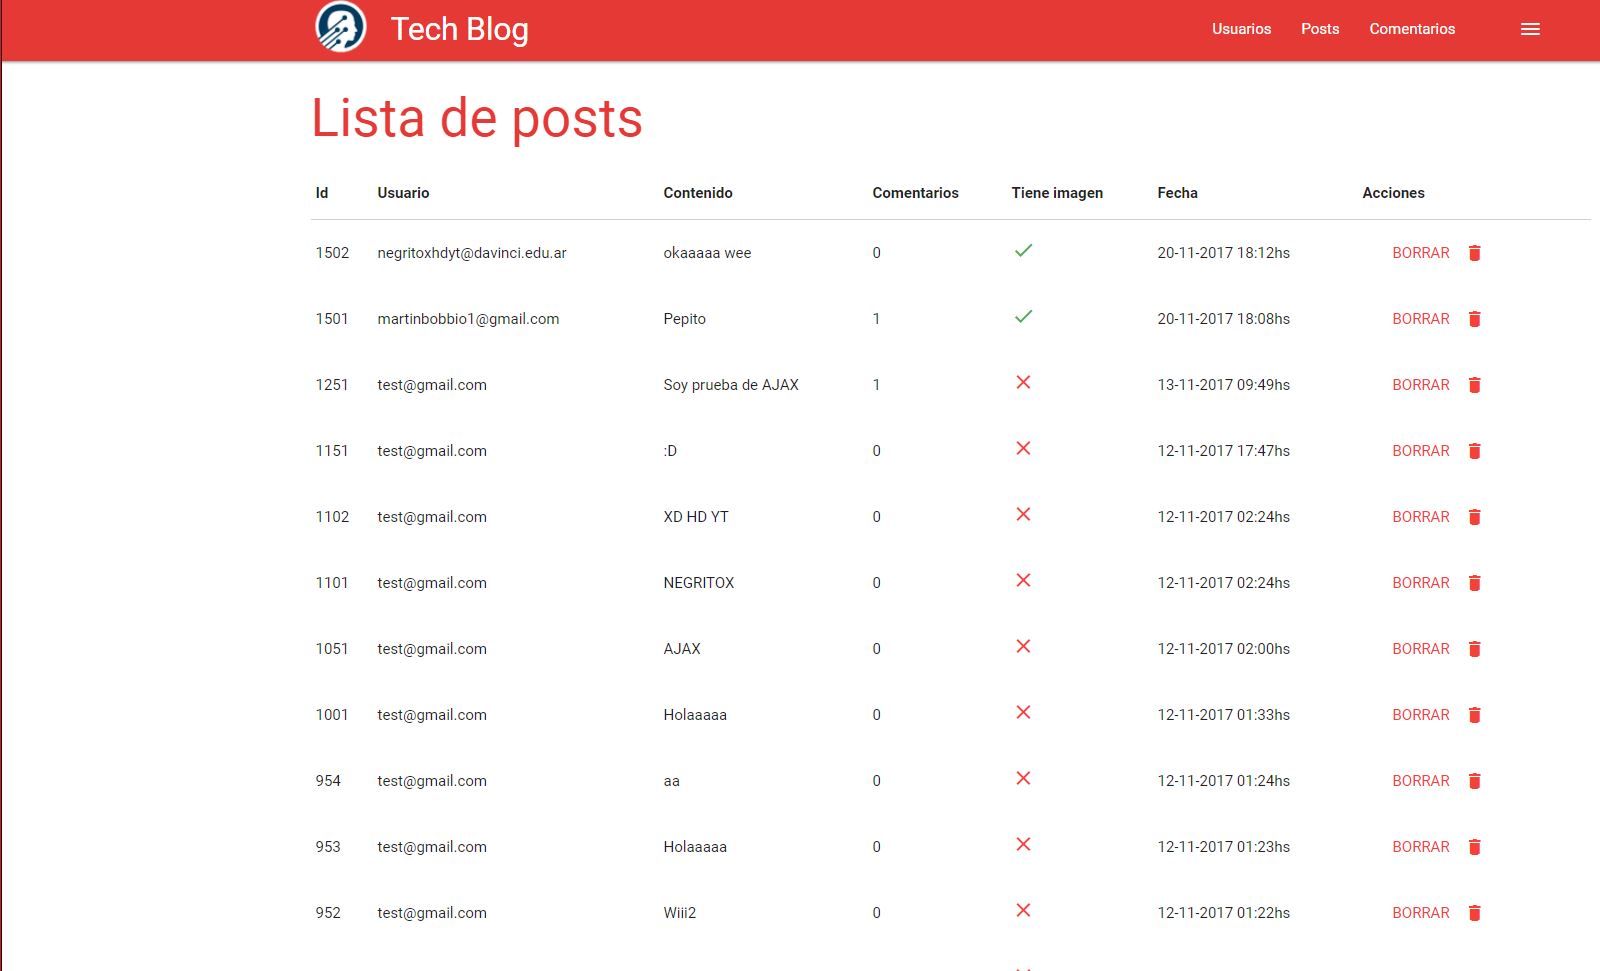 Tech Blog Usuarios Posts Comentarios
Lista de posts
Id Usuario Contenido Comentarios Tiene imagen Fecha Acciones
1502 negritoxhdyt@davinci.edu.ar okaaaaa wee 0 20-11-2017 18:12hs BORRAR
1501 martinbobbio1@gmail.com Pepito 1 20-11-2017 18:08hs BORRAR
1251 test@gmail.com Soy prueba de AJAX 1 13-11-2017 09:49hs BORRAR
1151 test@gmail.com :D 0 12-11-2017 17:47hs BORRAR
1102 test@gmail.com XD HD YT 0 12-11-2017 02:24hs BORRAR
1101 test@gmail.com NEGRITOX 0 12-11-2017 02:24hs BORRAR
1051 test@gmail.com AJAX 0 12-11-2017 02:00hs BORRAR
1001 test@gmail.com Holaaaaa 0 12-11-2017 01:33hs BORRAR
954 test@gmail.com aa 0 12-11-2017 01:24hs BORRAR
953 test@gmail.com Holaaaaa 0 12-11-2017 01:23hs BORRAR
952 test@gmail.com Wiii2 0 12-11-2017 01:22hs BORRAR